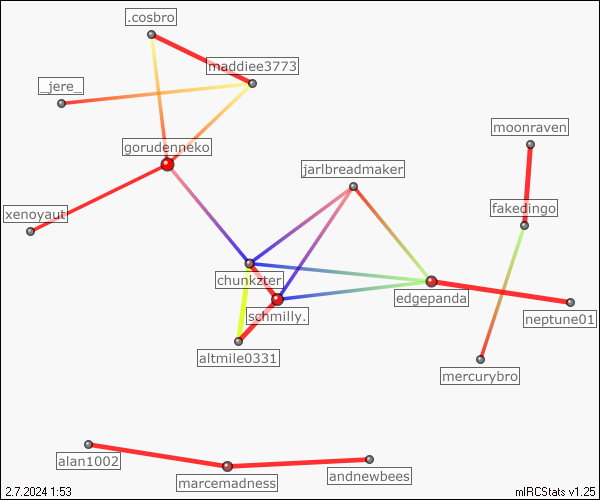 .cosbro
maddiee3773
_jere_
gorudenneko
moonraven
jarlbreadmaker
xenoyaut
fakedingo
chunkzter
edgepanda
schmilly.
neptune01
altmile0331
mercurybro
alan1002
andnewbees
marcemadness
2.7.2024 1:53
mIRCStats v1.25